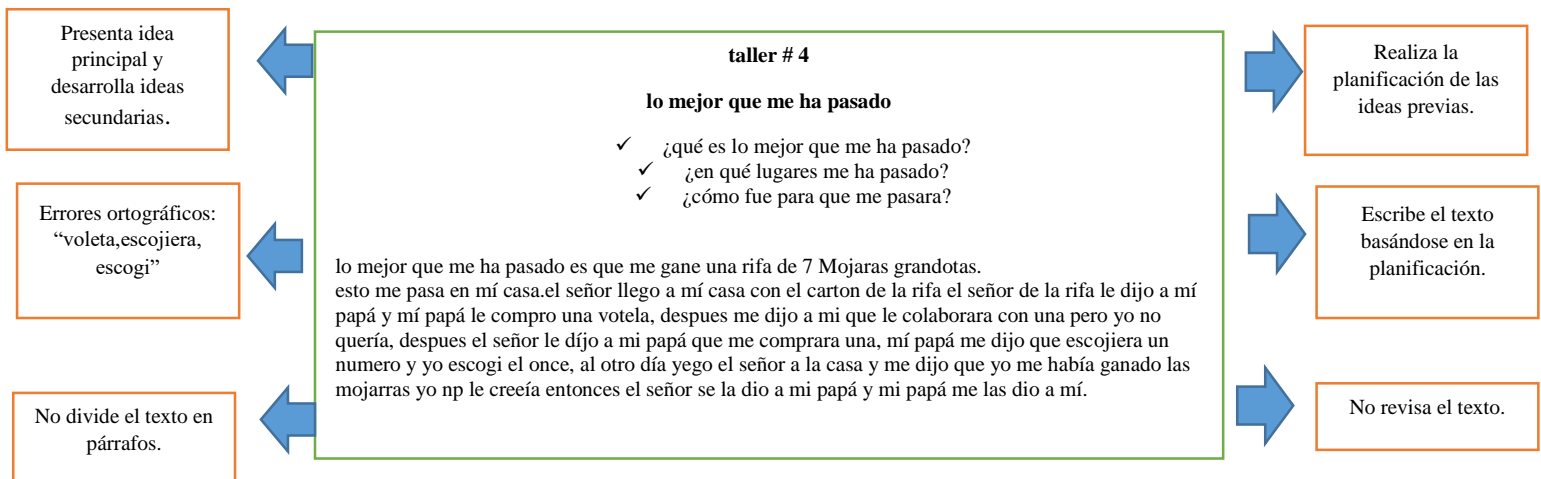 Presenta idea
principal y
desarrolla ideas
secundarias.
Errores ortográficos:
“voleta,escojiera,
escogi”
No divide el texto en
párrafos.
taller # 4
lo mejor que me ha pasado
✓ ¿qué es lo mejor que me ha pasado?
✓ ¿en qué lugares me ha pasado?
✓ ¿cómo fue para que me pasara?
lo mejor que me ha pasado es que me gane una rifa de 7 Mojaras grandotas.
esto me pasa en mí casa.el señor llego a mí casa con el carton de la rifa el señor de la rifa le dijo a mí
papá y mí papá le compro una votela, despues me dijo a mi que le colaborara con una pero yo no
quería, despues el señor le díjo a mi papá que me comprara una, mí papá me dijo que escojiera un
numero y yo escogi el once, al otro día yego el señor a la casa y me dijo que yo me había ganado las
mojarras yo np le creeía entonces el señor se la dio a mi papá y mi papá me las dio a mí.
Realiza la
planificación de las
ideas previas.
Escribe el texto
basándose en la
planificación.
No revisa el texto.